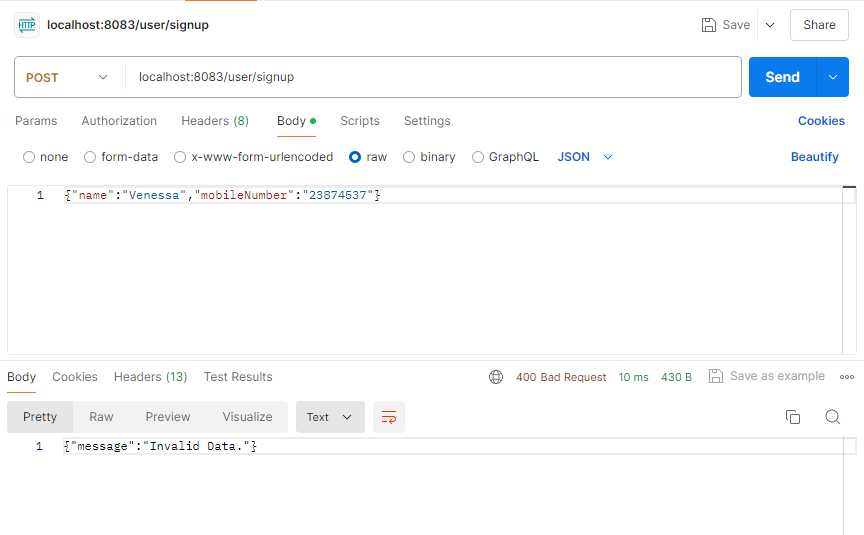 HTTP localhost:8083/user/signup Save Share
POST localhost:8083/user/signup Send
Params Authorization Headers (8) Body Scripts Settings Cookies
none form-data x-www-form-urlencoded raw binary GraphQL JSON Beautify
1 {"name":"Venessa","mobileNumber":"23874537"}
Body Cookies Headers (13) Test Results 400 Bad Request 10 ms 430 B Save as example
Pretty Raw Preview Visualize Text
1 {"message":"Invalid Data."}